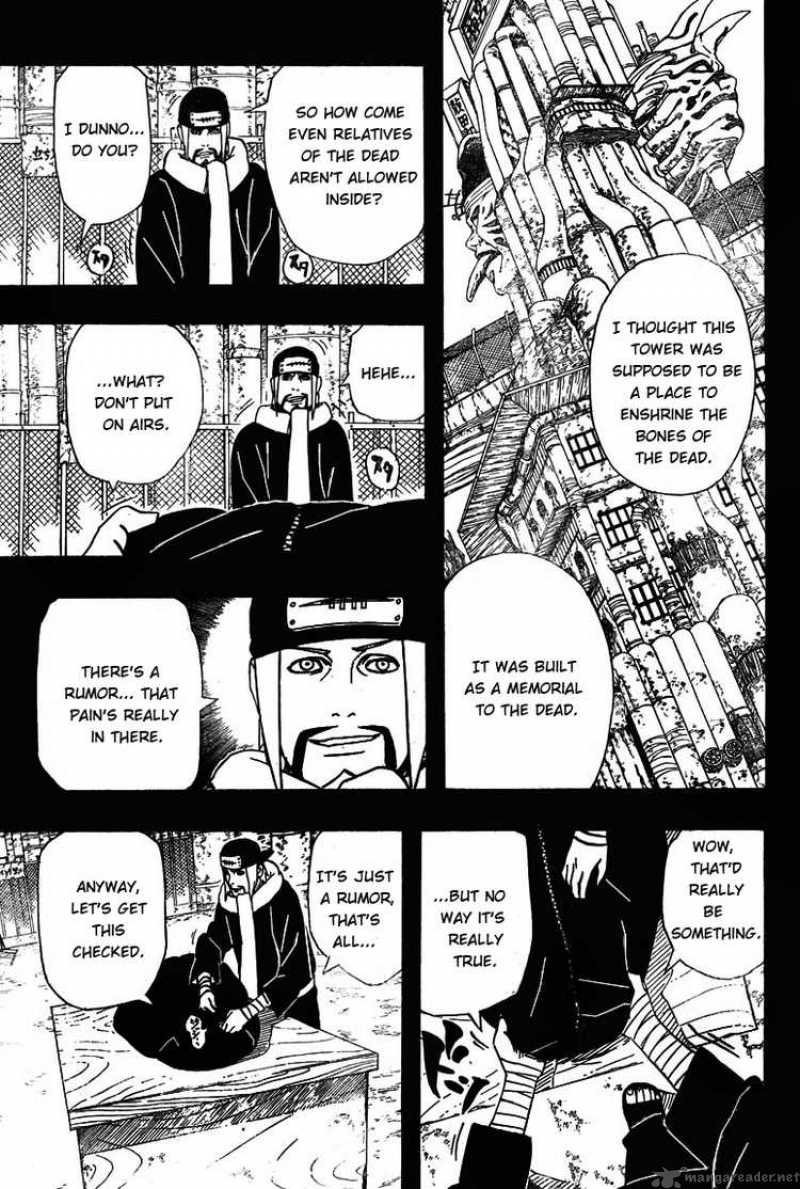 I THOUGHT THIS
TOWER WAS
SUPPOSED TO BE
A PLACE TO
ENSHRINE THE
BONES OF
THE DEAD.
IT WAS BUILT
AS A MEMORIAL
TO THE DEAD.
SO HOW COME
EVEN RELATIVES
OF THE DEAD
AREN'T ALLOWED
INSIDE?
I DUNNO...
DO YOU?
HEHE...
...WHAT?
DON'T PUT
ON AIRS.
THERE'S A
RUMOR... THAT
PAIN'S REALLY
IN THERE.
WOW,
THAT'D
REALLY
BE
SOMETHING.
...BUT NO
WAY IT'S
REALLY
TRUE.
IT'S JUST
A RUMOR,
THAT'S
ALL...
ANYWAY,
LET'S GET
THIS
CHECKED.
mangareader.net